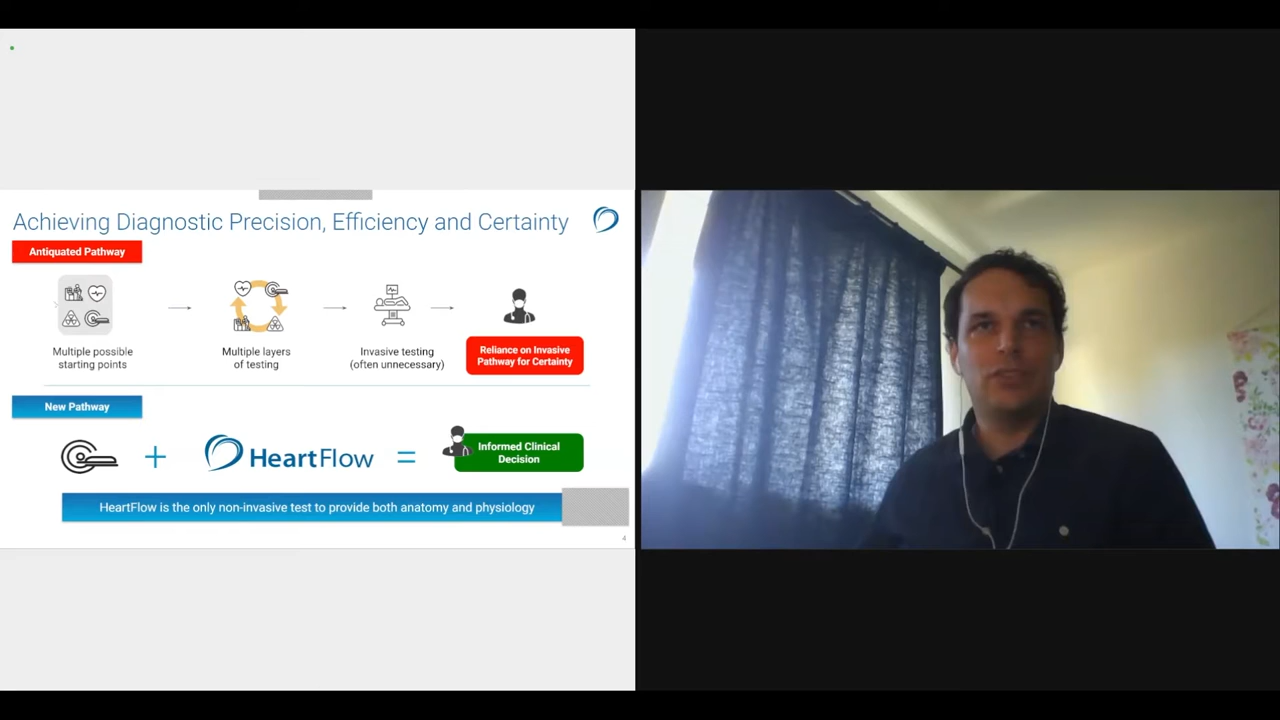 Achieving Diagnostic Precision, Efficiency and Certainty
Antiquated Pathway
Multiple possible
starting points
Multiple layers
of testing
Invasive testing
(often unnecessary)
Reliance on Invasive
Pathway for Certainty
New Pathway
+
HeartFlow
=
Informed Clinical
Decision
HeartFlow is the only non-invasive test to provide both anatomy and physiology
4